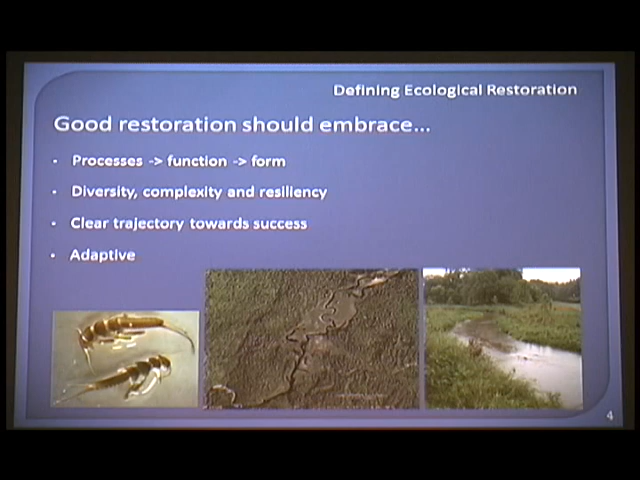 Defining Ecological Restoration
Good restoration should embrace...
• Processes -> function -> form
• Diversity, complexity and resiliency
• Clear trajectory towards success
• Adaptive
4